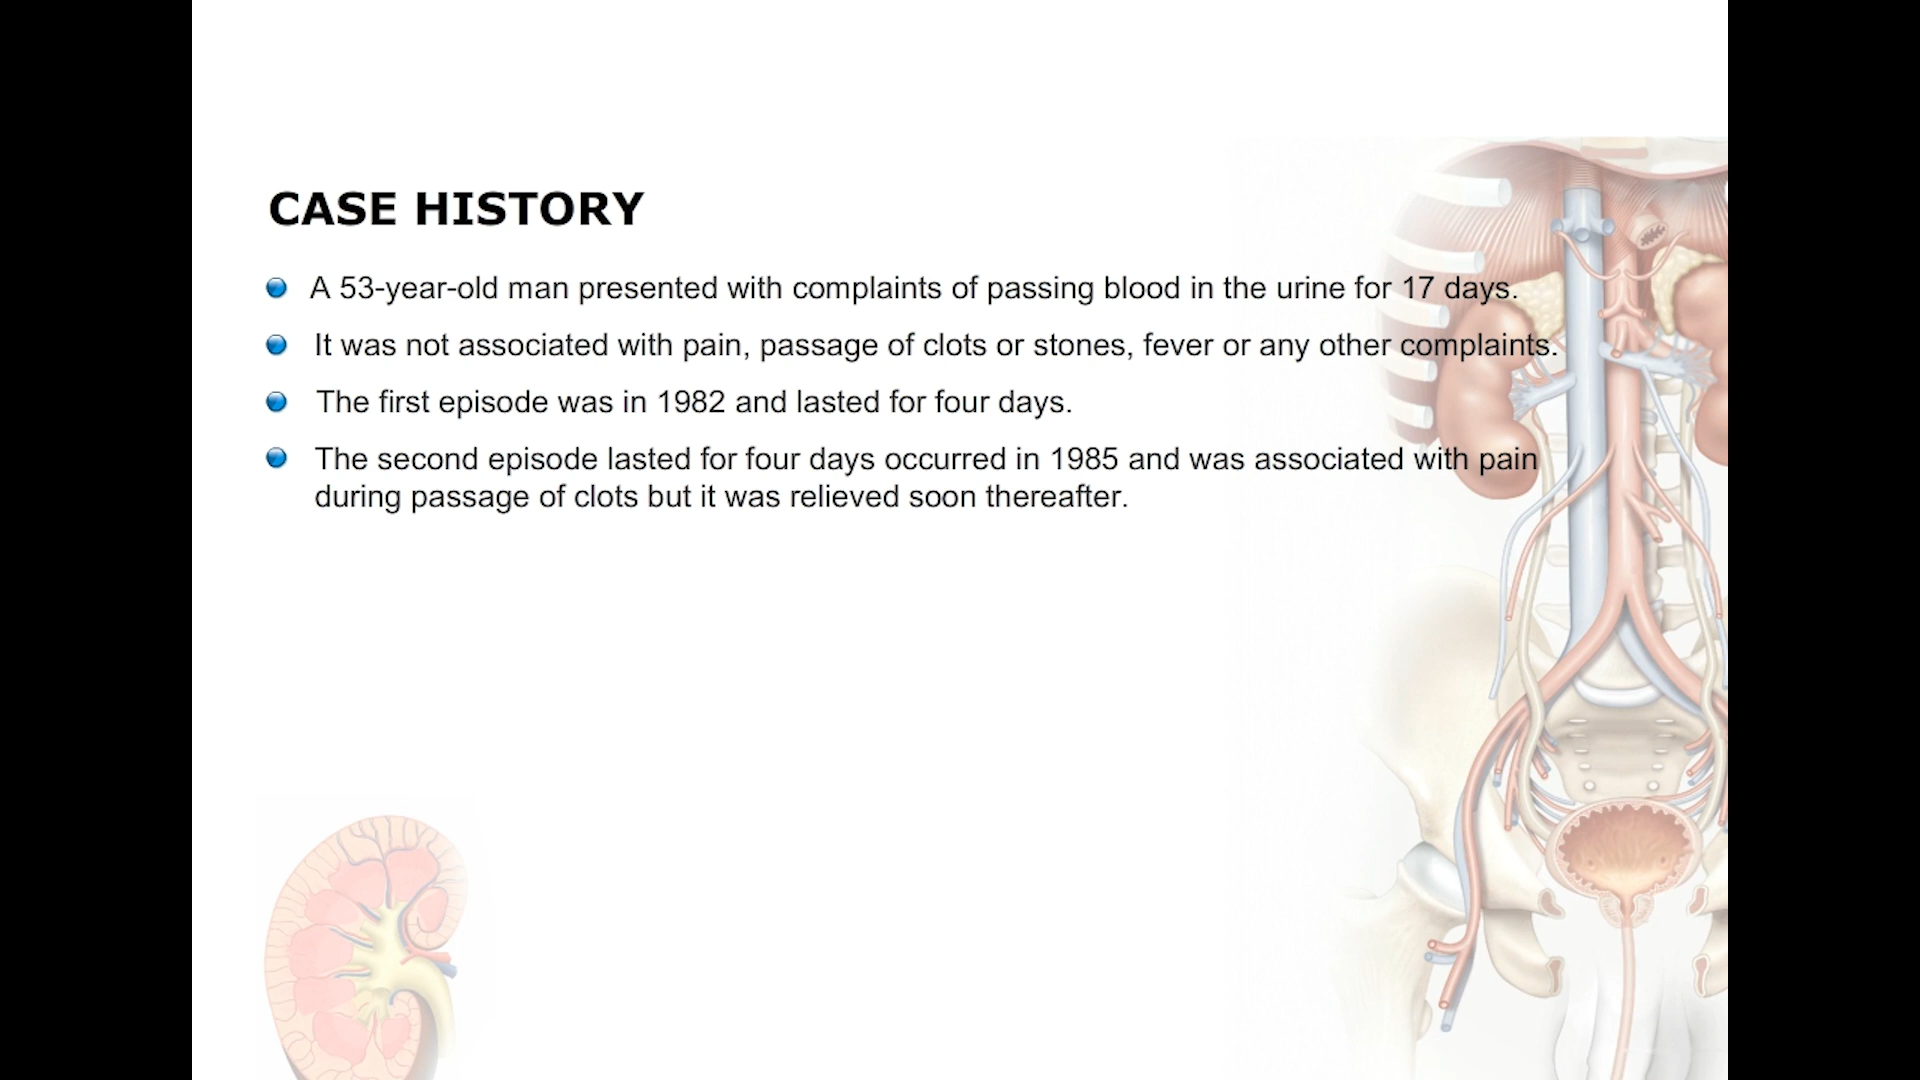 CASE HISTORY
A 53-year-old man presented with complaints of passing blood in the urine for 17 days.
It was not associated with pain, passage of clots or stones, fever or any other complaints.
The first episode was in 1982 and lasted for four days.
The second episode lasted for four days occurred in 1985 and was associated with pain
during passage of clots but it was relieved soon thereafter.